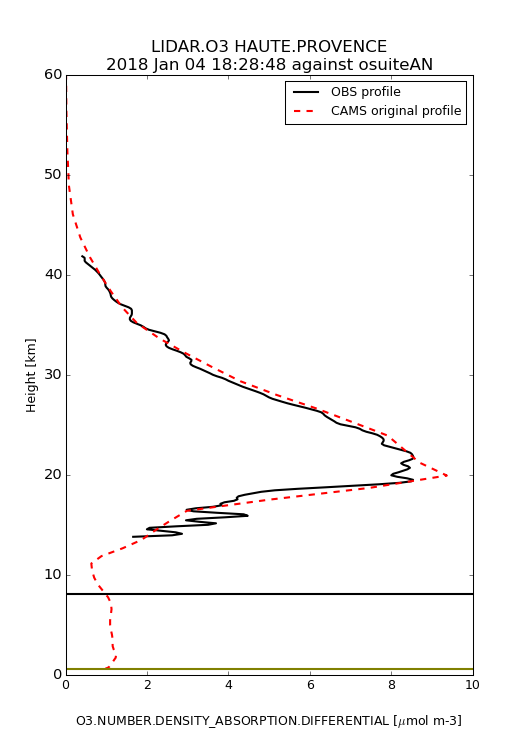 LIDAR.O3 HAUTE.PROVENCE
2018 Jan 04 18:28:48 against osuiteAN
OBS profile
CAMS original profile
60
50
40
30
20
10
0
Height [km]
0 2 4 6 8 10
O3.NUMBER.DENSITY_ABSORPTION.DIFFERENTIAL [μmol m-3]